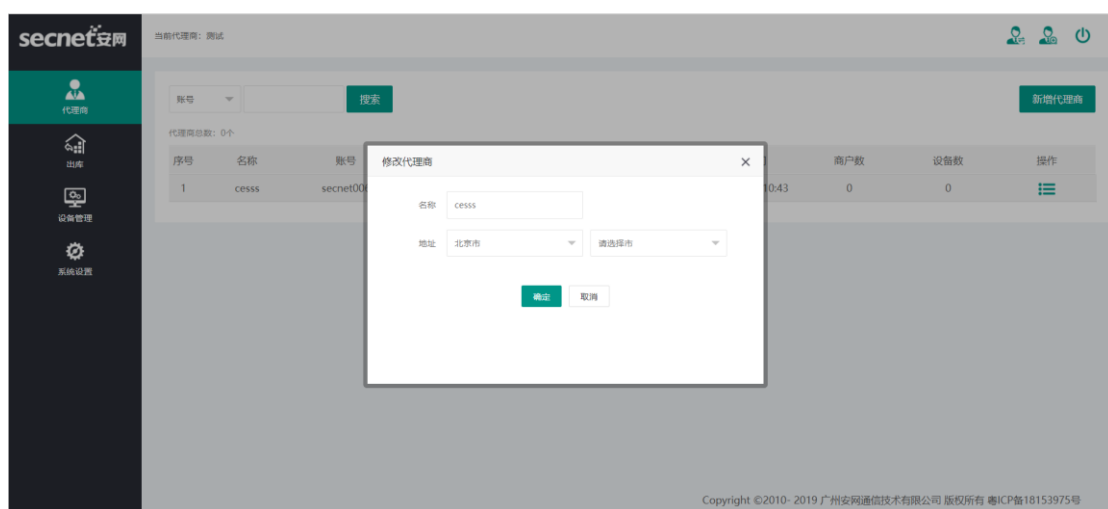 secnet安网
当前代理商：测试
代理商
出库
设备管理
系统设置
账号
搜索
新增代理商
代理商总数：0个
序号 名称 账号 商户数 设备数 操作
1 cesss secnet00 10:43 0 0
修改代理商
名称 cesss
地址 北京市 请选择市
确定 取消
Copyright ©2010- 2019 广州安网通信技术有限公司 版权所有 粤ICP备18153975号